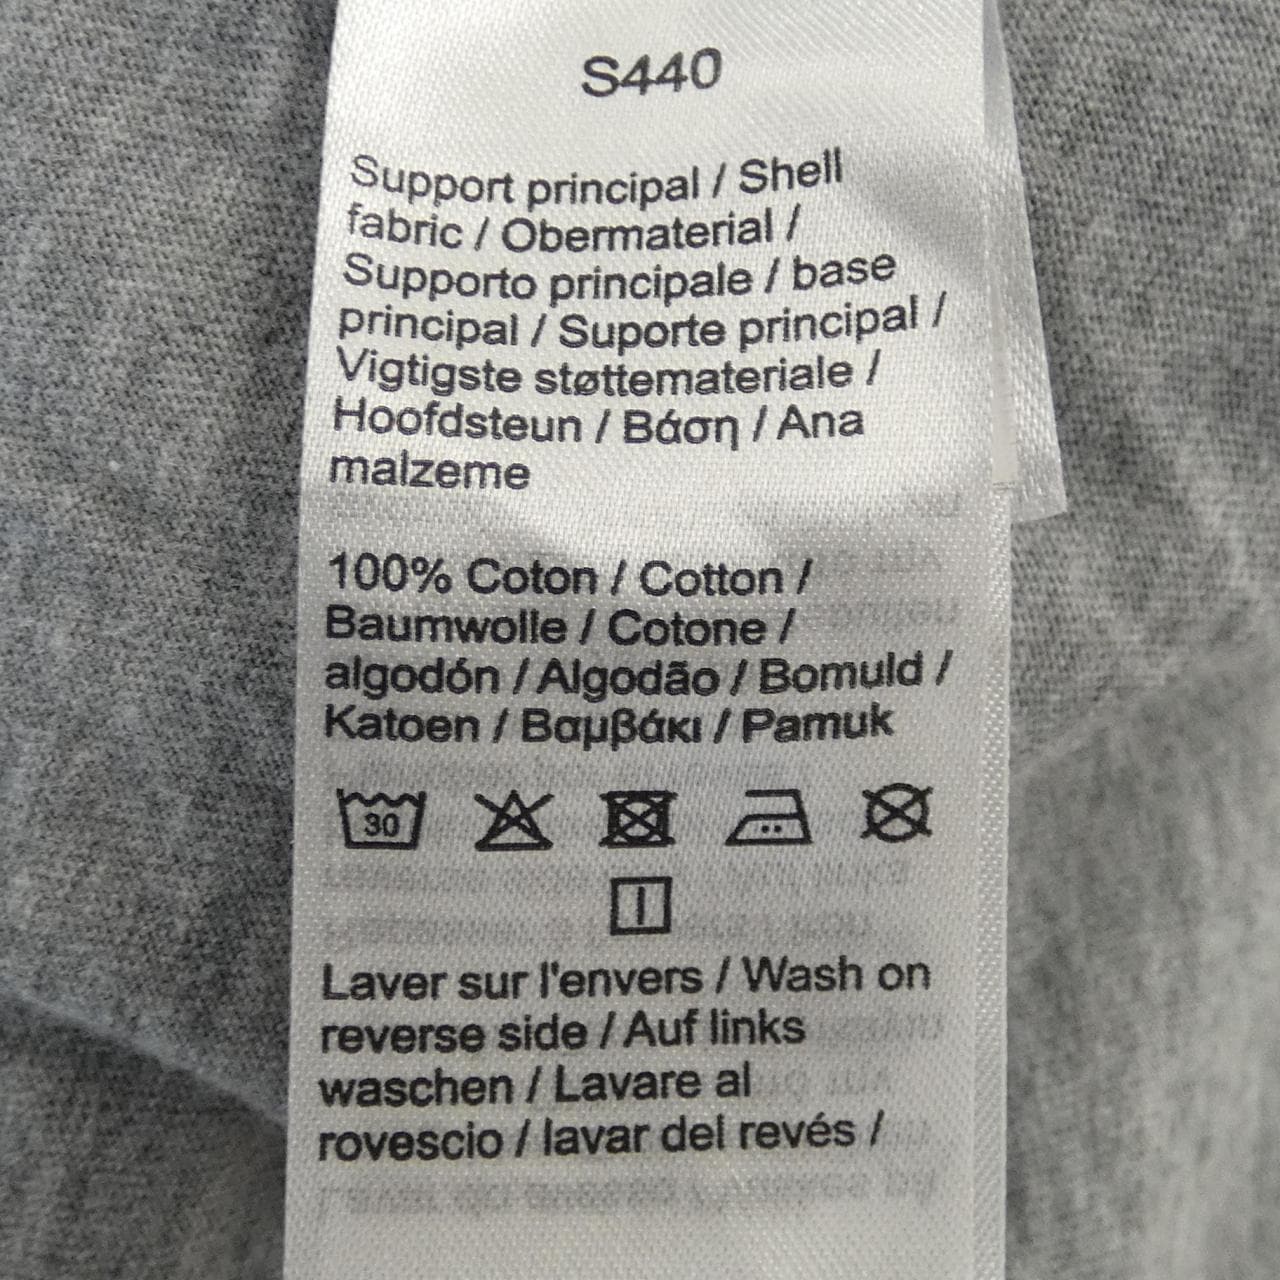 S440
Support principal / Shell
fabric / Obermaterial /
Supporto principale / base
principal / Suporte principal /
Vigtigste støttemateriale /
Hoofdsteun / Βάση / Ana
malzeme
100% Coton / Cotton /
Baumwolle / Cotone /
algodón / Algodão / Bomuld /
Katoen / Βαμβάκι / Pamuk
30
Laver sur l'envers / Wash on
reverse side / Auf links
waschen / Lavare al
rovescio / lavar del revés /